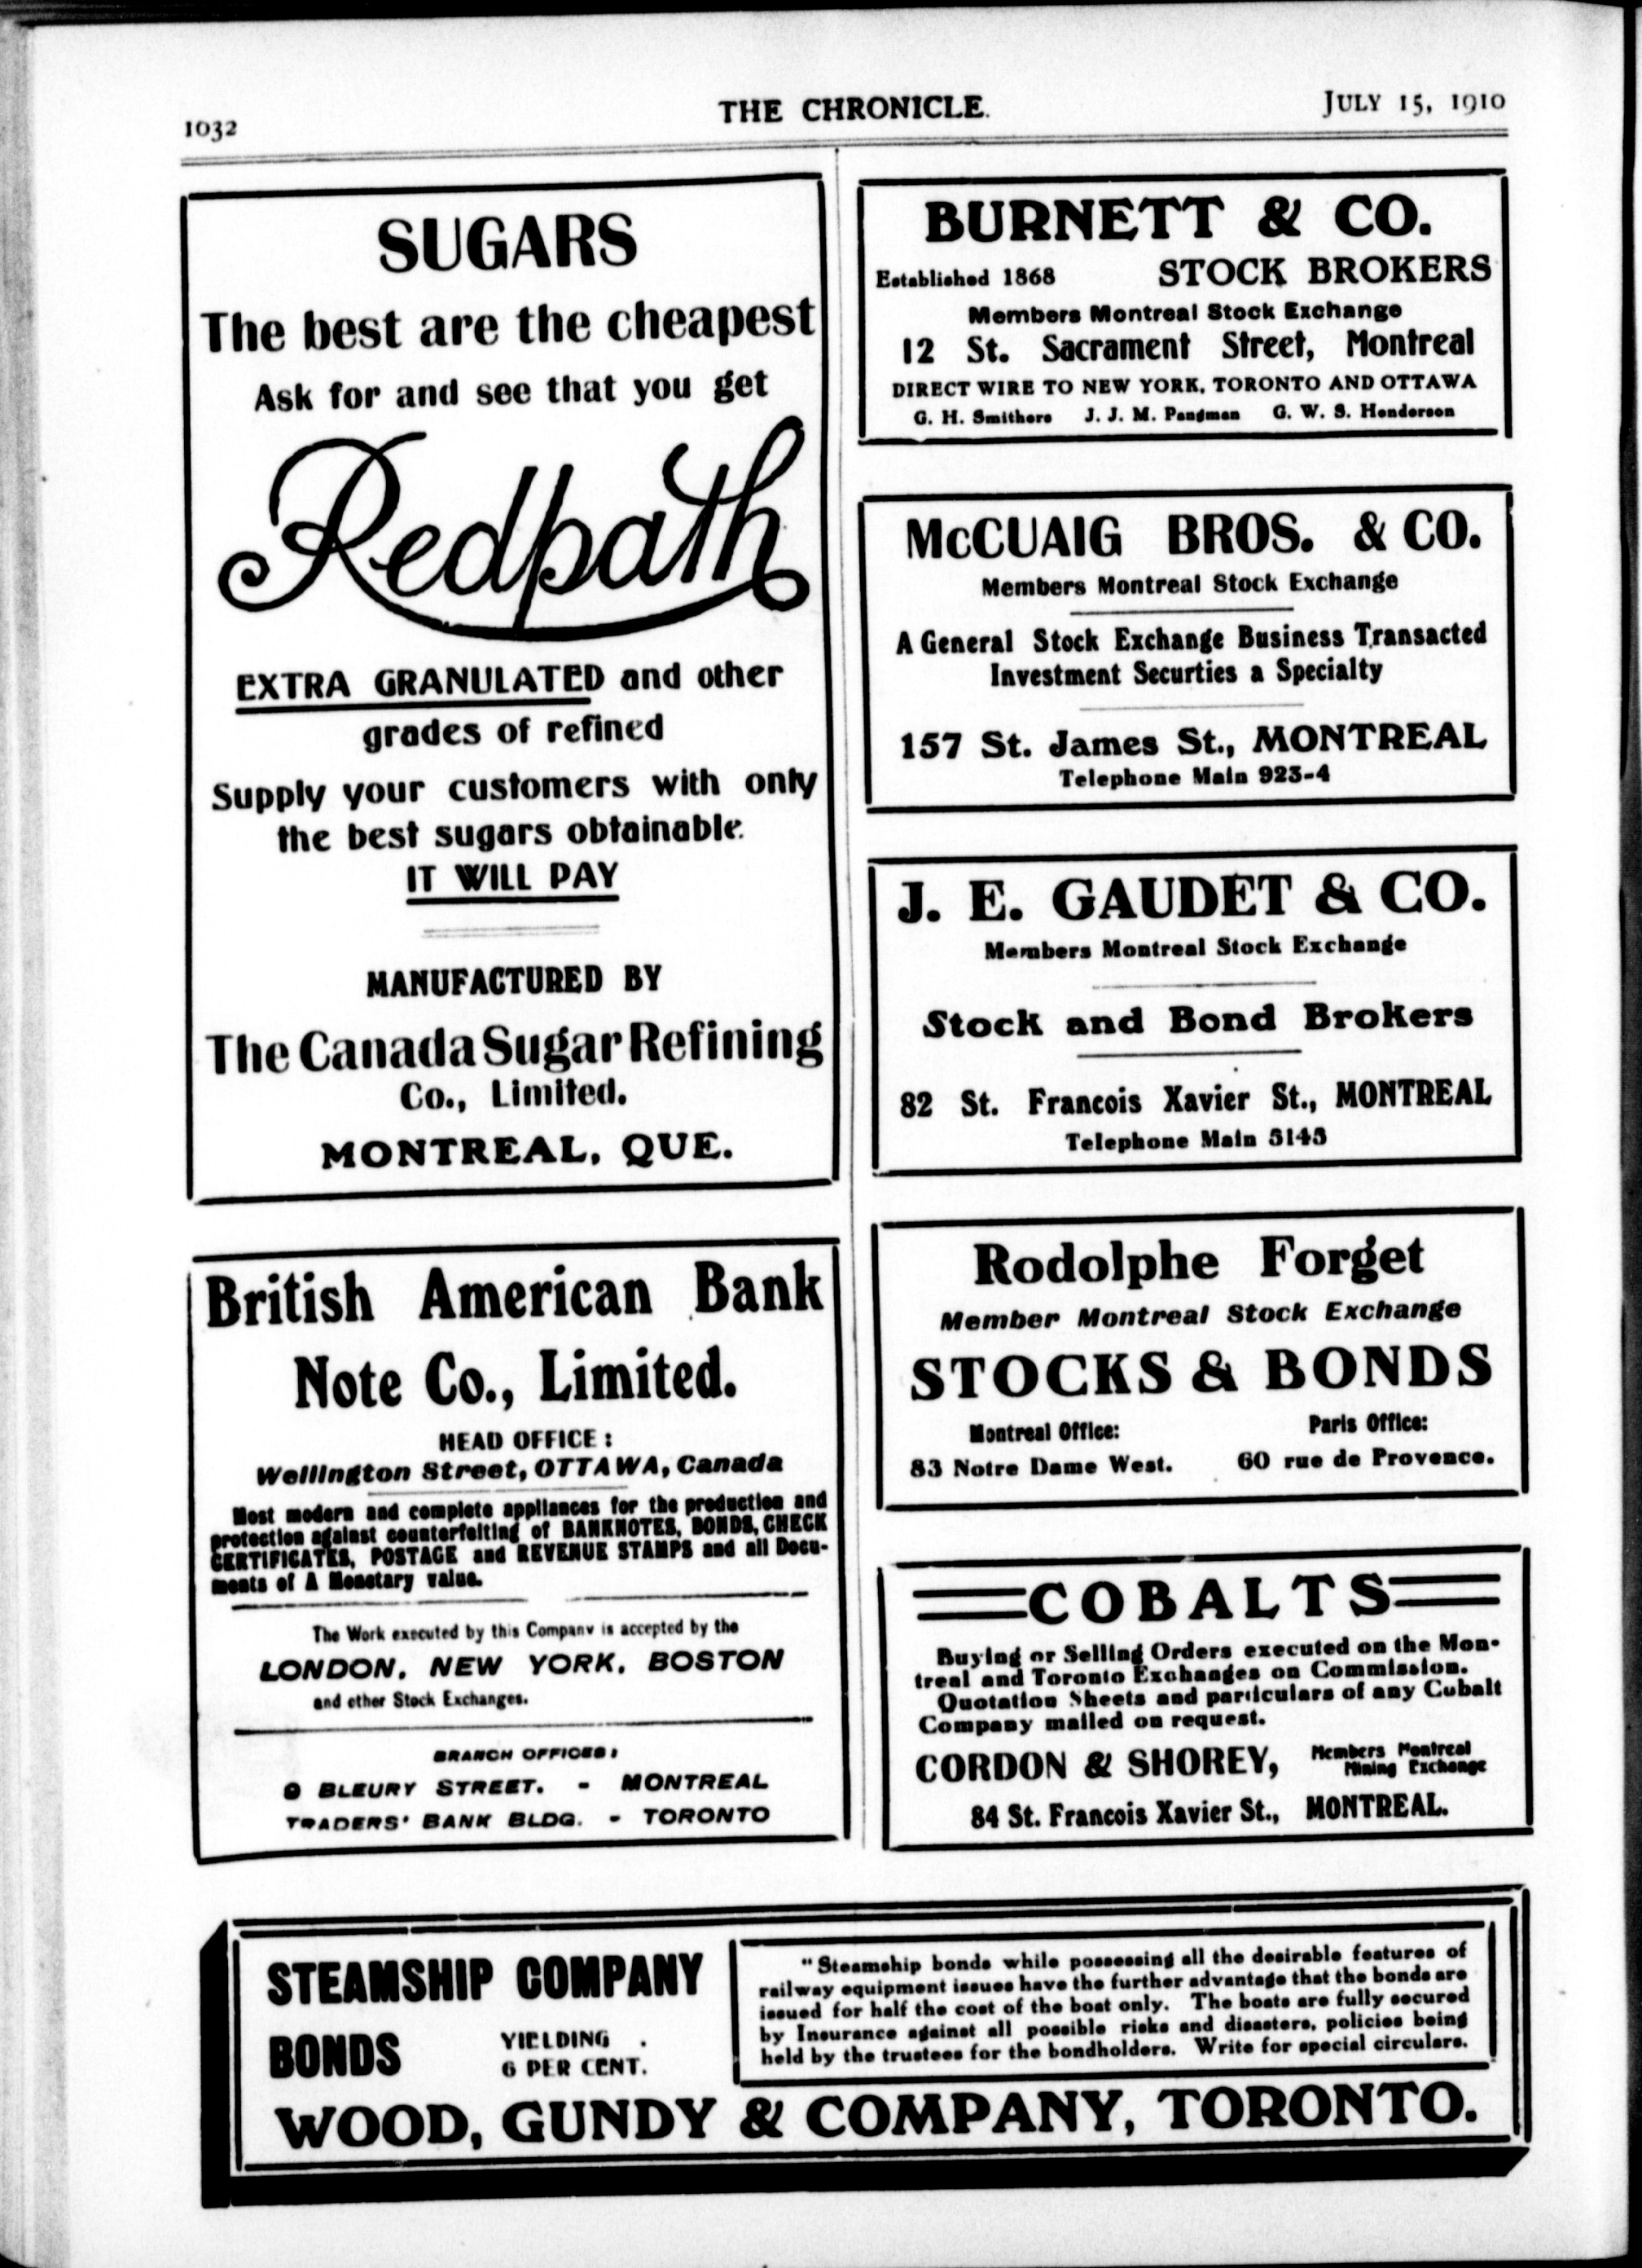 1032
THE CHRONICLE.
JULY 15, 1910
SUGARS
The best are the cheapest
Ask for and see that you get
Redpath
EXTRA GRANULATED and other
grades of refined
Supply your customers with only
the best sugars obtainable.
IT WILL PAY
MANUFACTURED BY
The Canada Sugar Refining
Co., Limited.
MONTREAL, QUE.
British American Bank
Note Co., Limited.
HEAD OFFICE :
Wellington Street, OTTAWA, Canada
Most modern and complete appliances for the production and
protection against counterfeiting of BANKNOTES, BONDS, CHECK
CERTIFICATES, POSTAGE and REVENUE STAMPS and all Docu-
ments of A Monetary value.
The Work executed by this Company is accepted by the
LONDON, NEW YORK, BOSTON
and other Stock Exchanges.
BRANCH OFFICES:
9 BLEURY STREET. - MONTREAL
TRADERS' BANK BLDG. - TORONTO
BURNETT & CO.
Established 1868 STOCK BROKERS
Members Montreal Stock Exchange
12 St. Sacrament Street, Montreal
DIRECT WIRE TO NEW YORK, TORONTO AND OTTAWA
G. H. Smithers J. J. M. Pangman G. W. S. Henderson
McCUAIG BROS. & CO.
Members Montreal Stock Exchange
A General Stock Exchange Business Transacted
Investment Securties a Specialty
157 St. James St., MONTREAL
Telephone Main 923-4
J. E. GAUDET & CO.
Members Montreal Stock Exchange
Stock and Bond Brokers
82 St. Francois Xavier St., MONTREAL
Telephone Main 5145
Rodolphe Forget
Member Montreal Stock Exchange
STOCKS & BONDS
Montreal Office: Paris Office:
83 Notre Dame West. 60 rue de Provence.
COBALTS
Buying or Selling Orders executed on the Mon-
treal and Toronto Exchanges on Commission.
Quotation Sheets and particulars of any Cobalt
Company mailed on request.
CORDON & SHOREY, Members Montreal
Mining Exchange
84 St. Francois Xavier St., MONTREAL.
STEAMSHIP COMPANY
BONDS YIELDING
6 PER CENT.
"Steamship bonds while possessing all the desirable features of
railway equipment issues have the further advantage that the bonds are
issued for half the cost of the boat only. The boats are fully secured
by Insurance against all possible risks and disasters, policies being
held by the trustees for the bondholders. Write for special circulars.
WOOD, GUNDY & COMPANY, TORONTO.